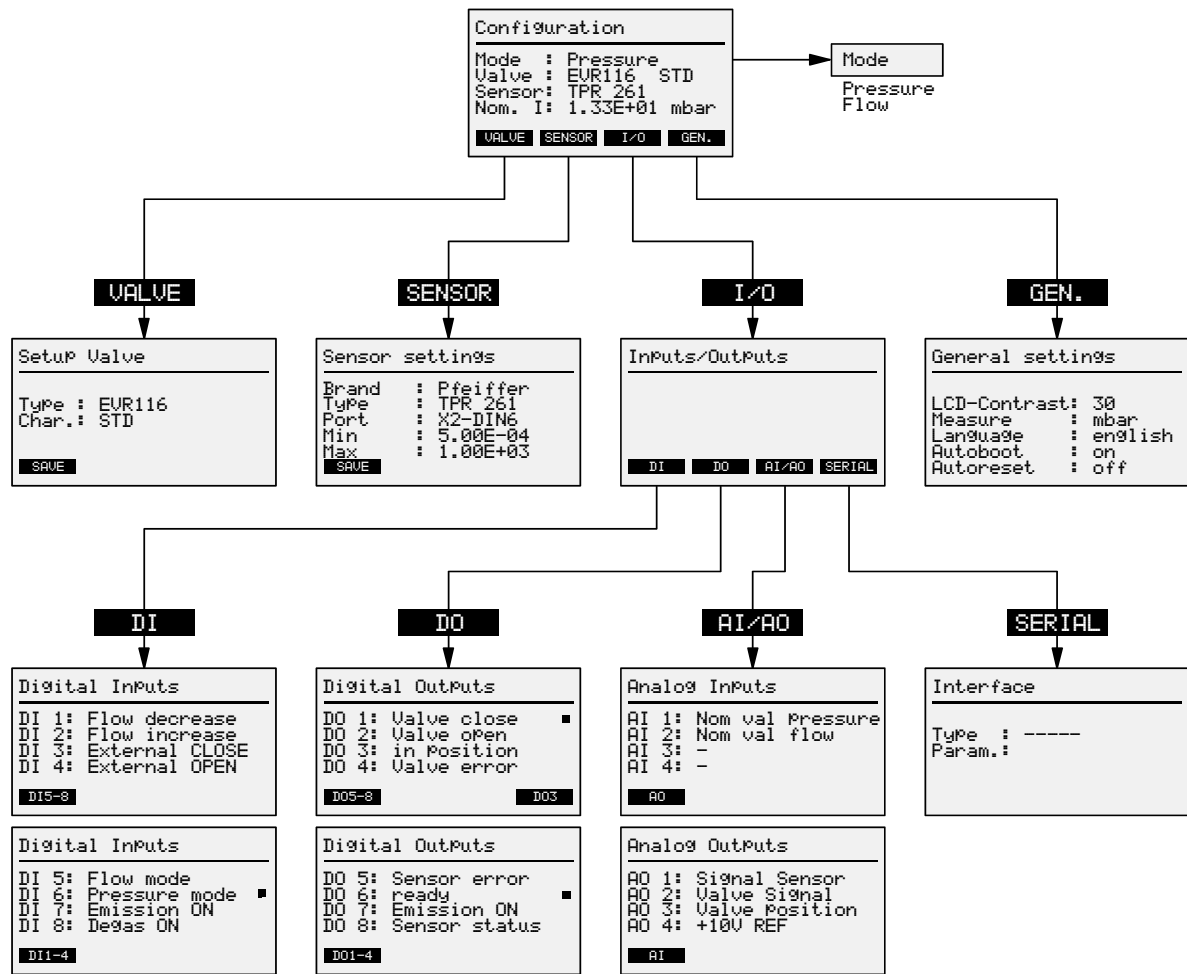 Configuration
Mode : Pressure
Valve : EVR116 STD
Sensor: TPR 261
Nom. I: 1.33E+01 mbar
VALVE SENSOR I/O GEN.
Mode
Pressure
Flow
VALVE
Setup Valve
Type : EVR116
Char.: STD
SAVE
SENSOR
Sensor settings
Brand : Pfeiffer
Type : TPR 261
Port : X2-DIN6
Min : 5.00E-04
Max : 1.00E+03
SAVE
I/O
Inputs/Outputs
DI DO AI/AO SERIAL
GEN.
General settings
LCD-Contrast: 30
Measure : mbar
Language : english
Autoboot : on
Autoreset : off
DI
Digital Inputs
DI 1: Flow decrease
DI 2: Flow increase
DI 3: External CLOSE
DI 4: External OPEN
DI5-8
Digital Inputs
DI 5: Flow mode
DI 6: Pressure mode
DI 7: Emission ON
DI 8: Degas ON
DI1-4
DO
Digital Outputs
DO 1: Valve close
DO 2: Valve open
DO 3: in position
DO 4: Valve error
DO5-8 DO3
Digital Outputs
DO 5: Sensor error
DO 6: ready
DO 7: Emission ON
DO 8: Sensor status
DO1-4
AI/AO
Analog Inputs
AI 1: Nom val pressure
AI 2: Nom val flow
AI 3: -
AI 4: -
AO
Analog Outputs
AO 1: Signal Sensor
AO 2: Valve Signal
AO 3: Valve Position
AO 4: +10V REF
AI
SERIAL
Interface
Type : -----
Param.: